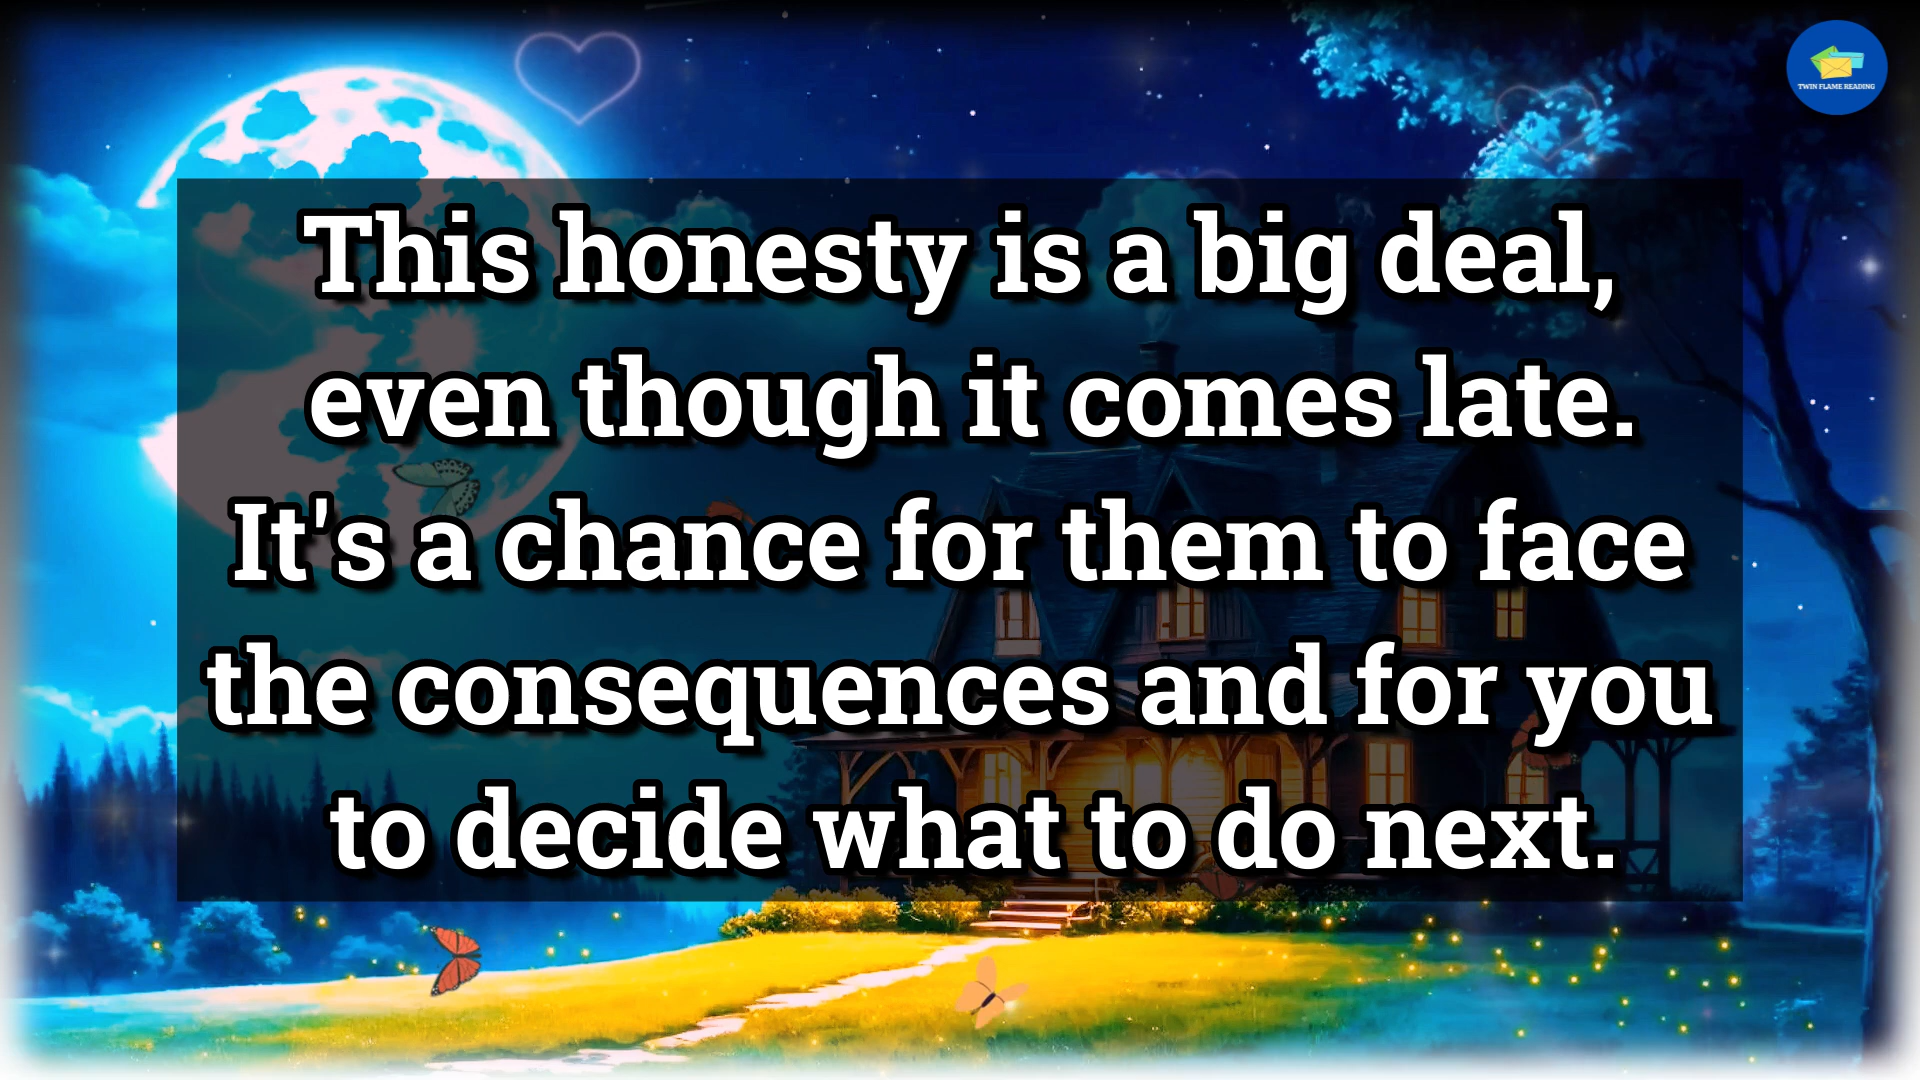 TWIN FLAME READING
This honesty is a big deal,
even though it comes late.
It's a chance for them to face
the consequences and for you
to decide what to do next.